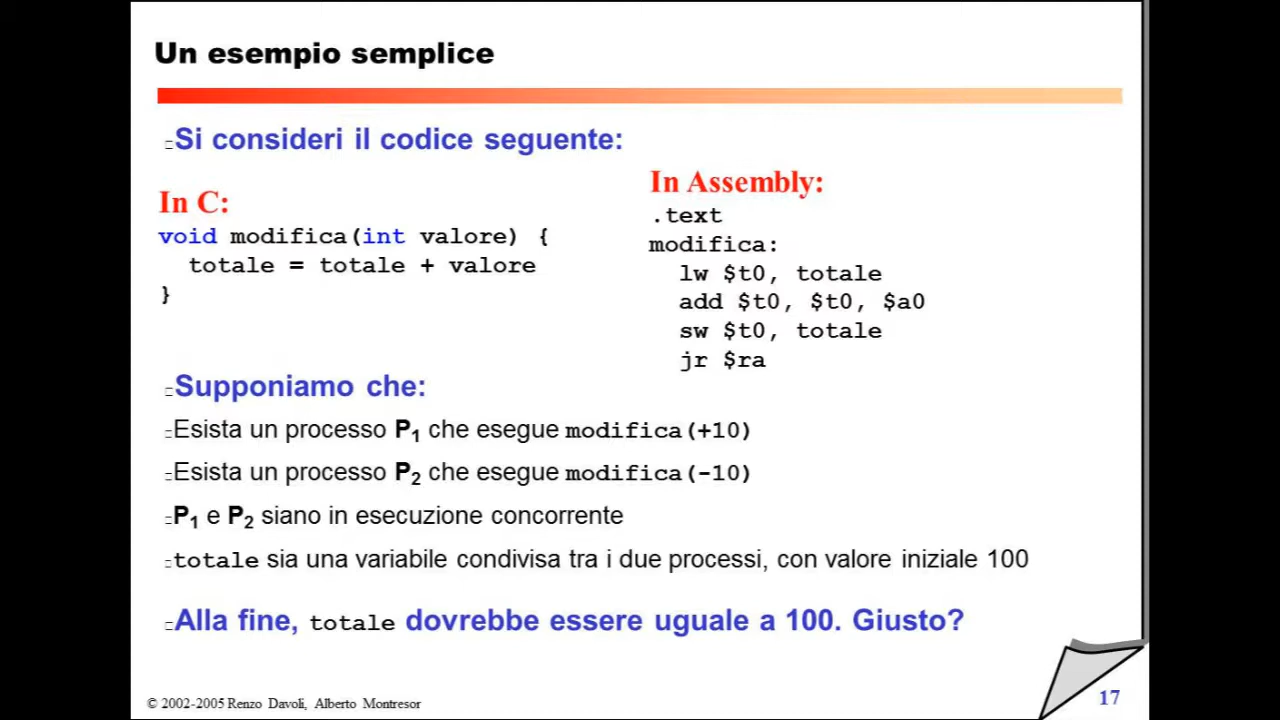 Un esempio semplice
Si consideri il codice seguente:
In C:
void modifica(int valore) {
totale = totale + valore
}
In Assembly:
.text
modifica:
lw $t0, totale
add $t0, $t0, $a0
sw $t0, totale
jr $ra
Supponiamo che:
Esista un processo P1 che esegue modifica(+10)
Esista un processo P2 che esegue modifica(-10)
P1 e P2 siano in esecuzione concorrente
totale sia una variabile condivisa tra i due processi, con valore iniziale 100
Alla fine, totale dovrebbe essere uguale a 100. Giusto?
© 2002-2005 Renzo Davoli, Alberto Montresor
17